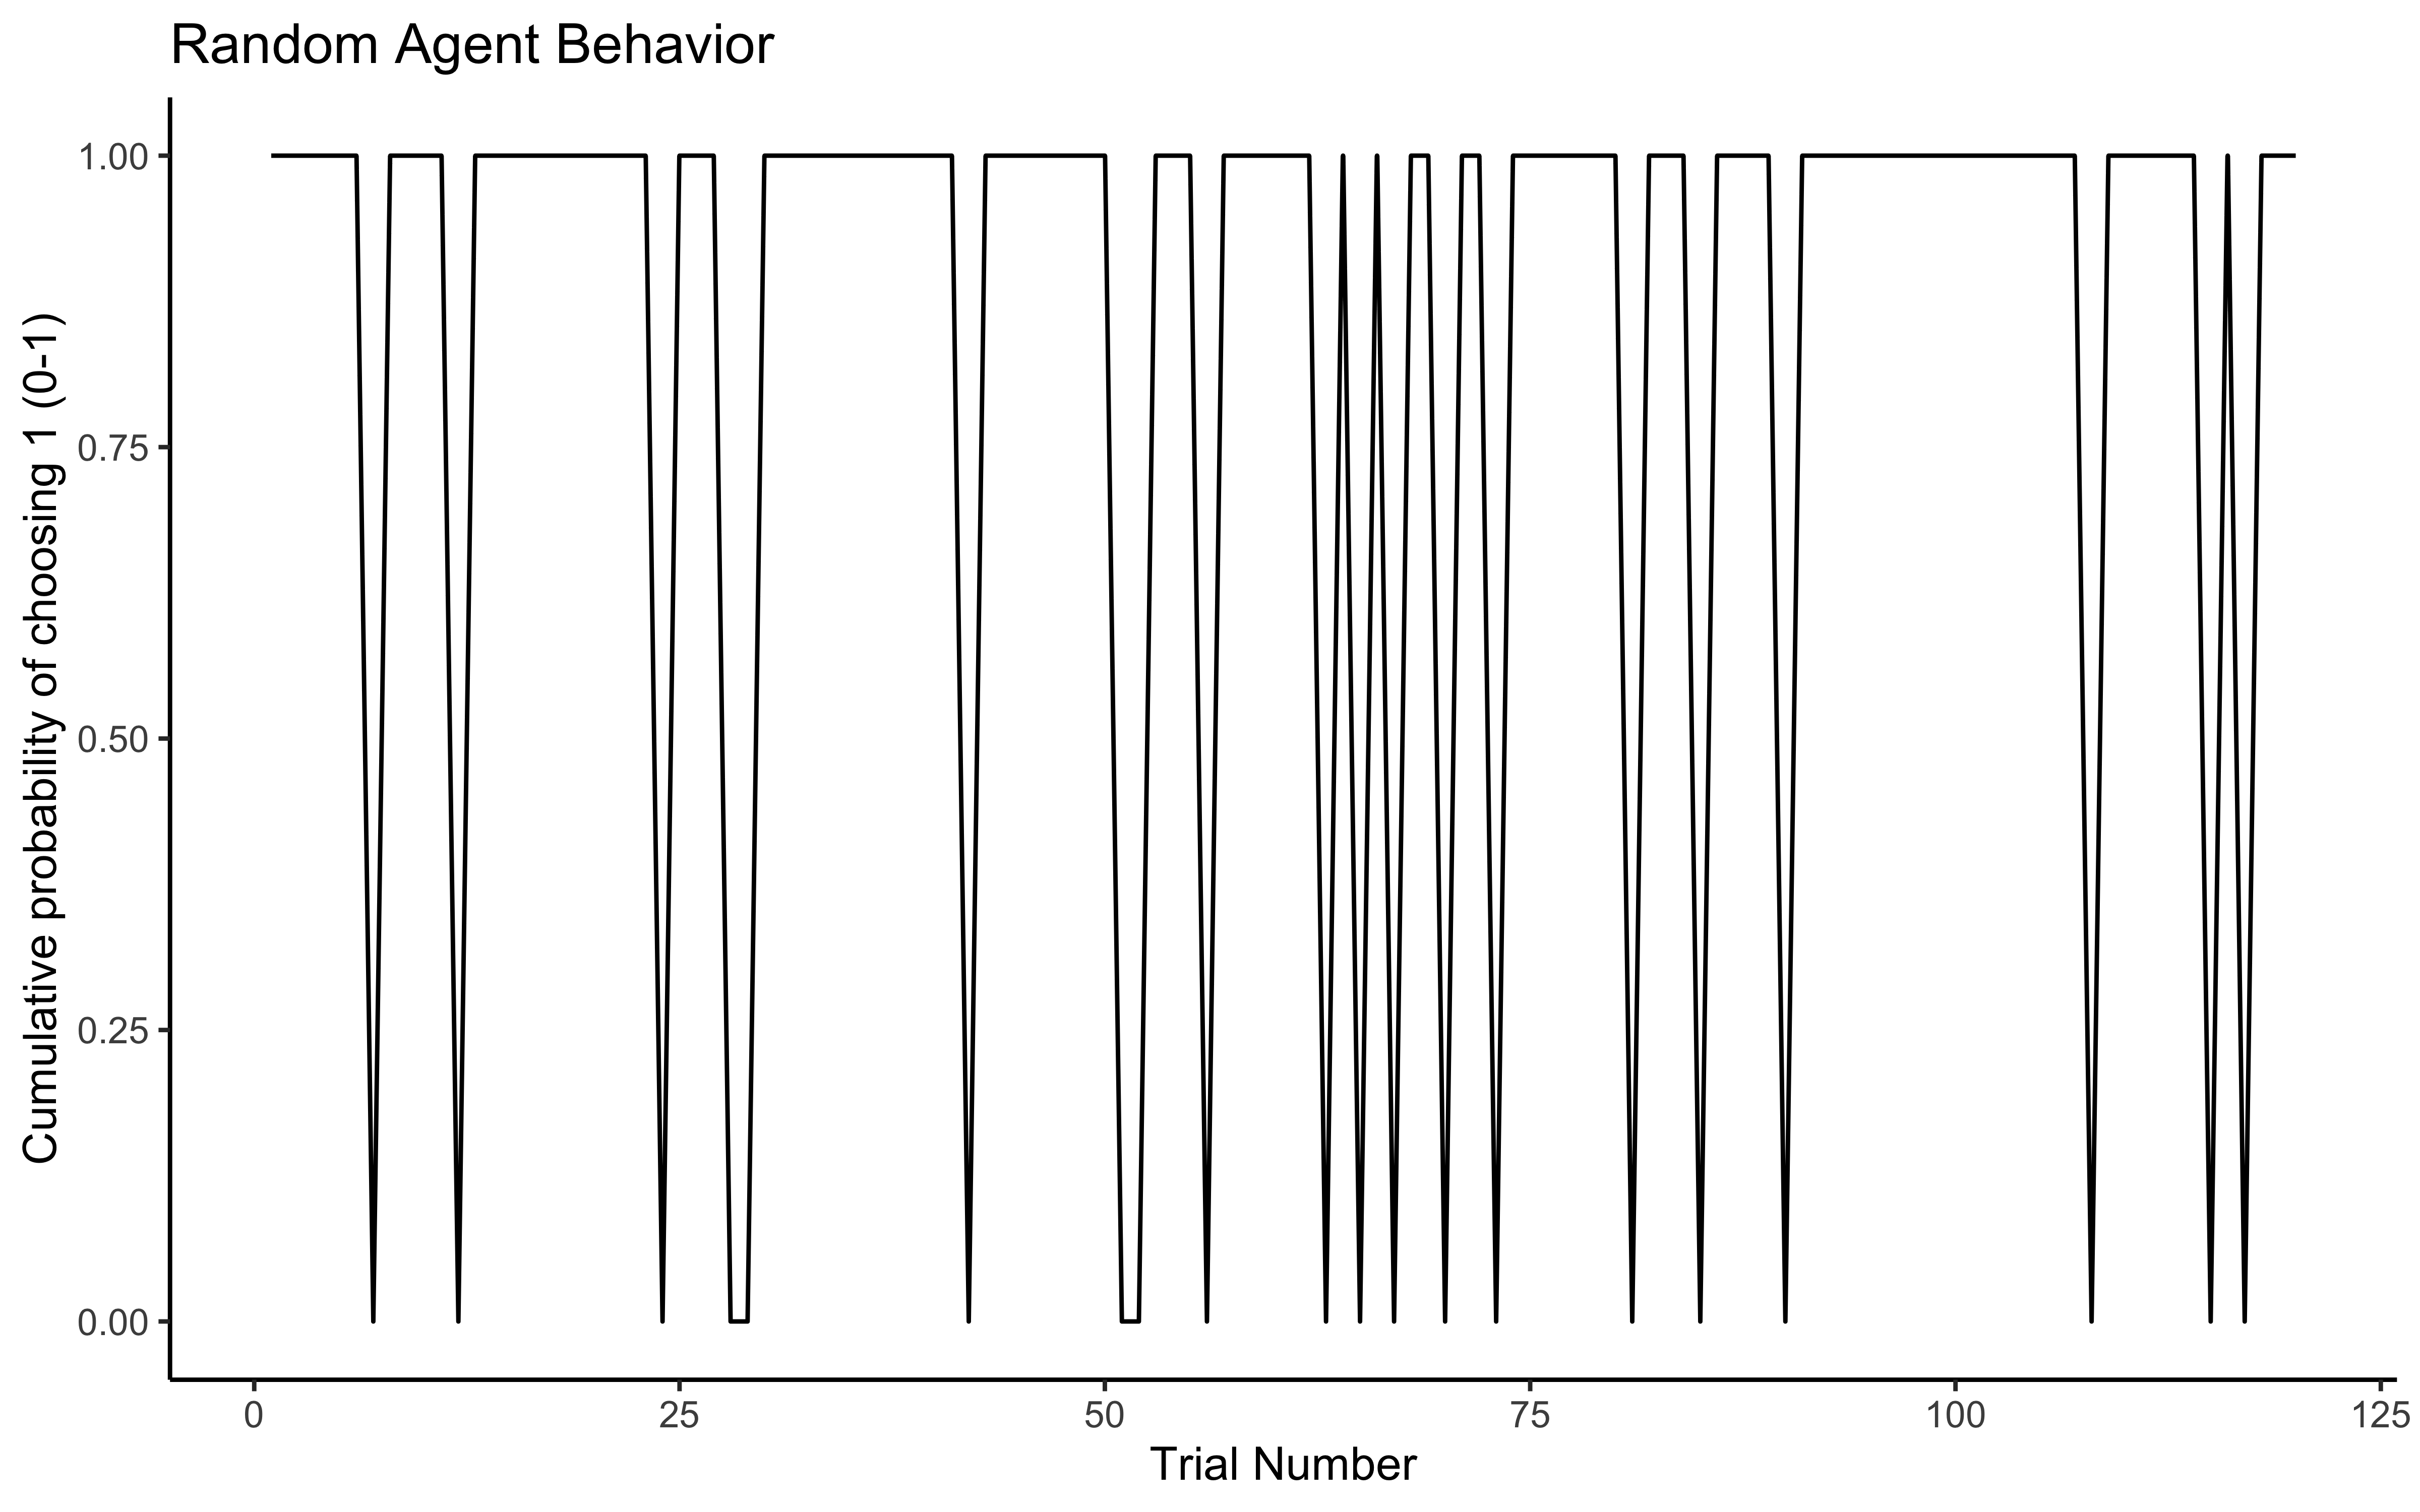 Random Agent Behavior
Cumulative probability of choosing 1 (0-1)
1.00
0.75
0.50
0.25
0.00
0 25 50 75 100 125
Trial Number